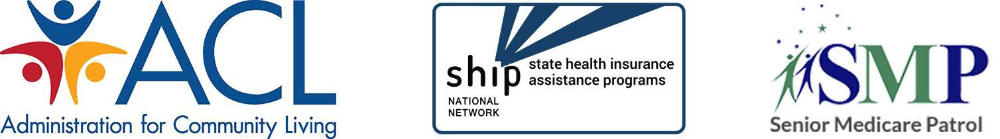 ACL
Administration for Community Living
ship
state health insurance
assistance programs
NATIONAL
NETWORK
SMP
Senior Medicare Patrol